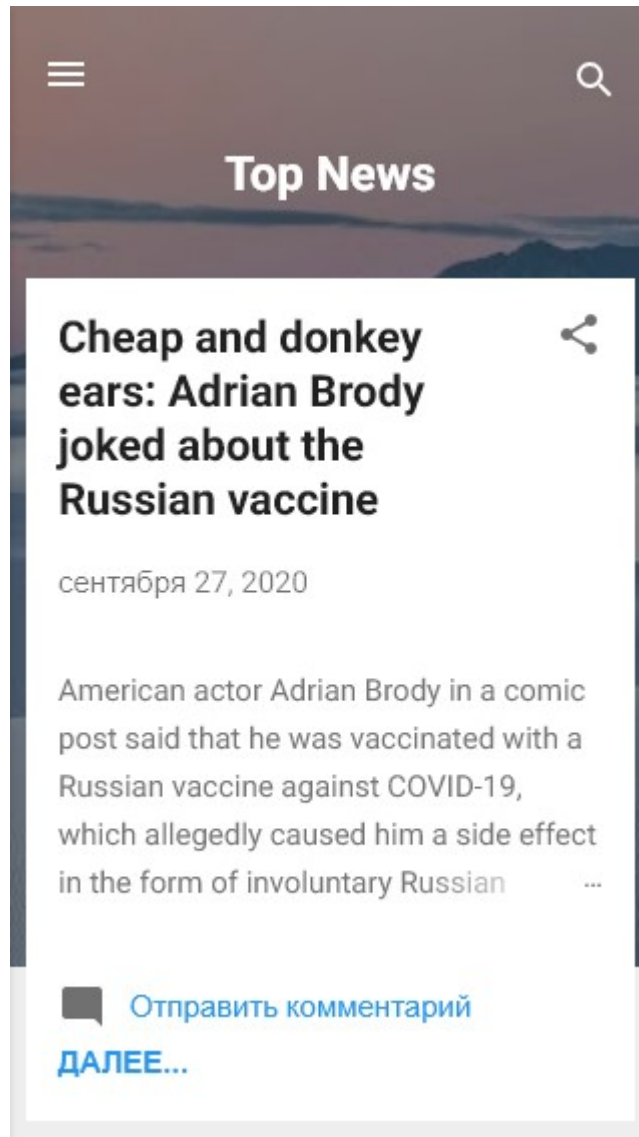 Top News
Cheap and donkey
ears: Adrian Brody
joked about the
Russian vaccine
сентября 27, 2020
American actor Adrian Brody in a comic
post said that he was vaccinated with a
Russian vaccine against COVID-19,
which allegedly caused him a side effect
in the form of involuntary Russian ...
Отправить комментарий
ДАЛЕЕ...